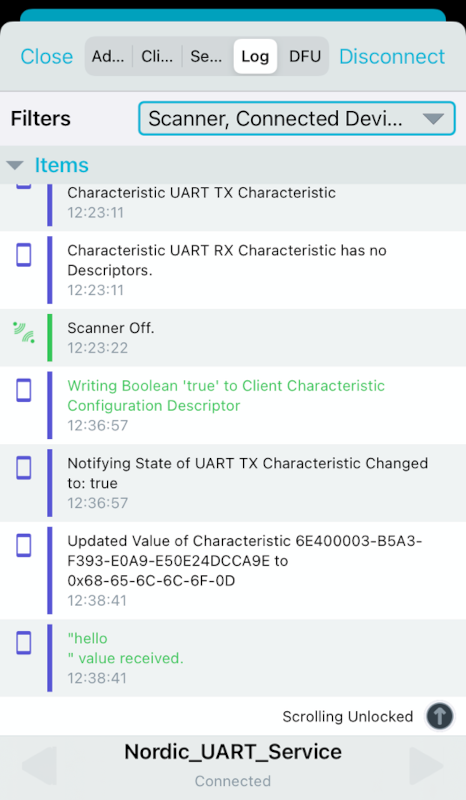 Close
Ad...
Cli...
Se...
Log
DFU
Disconnect
Filters
Scanner, Connected Devi...
Items
Characteristic UART TX Characteristic
12:23:11
Characteristic UART RX Characteristic has no
Descriptors.
12:23:11
Scanner Off.
12:23:22
Writing Boolean 'true' to Client Characteristic
Configuration Descriptor
12:36:57
Notifying State of UART TX Characteristic Changed
to: true
12:36:57
Updated Value of Characteristic 6E400003-B5A3-
F393-E0A9-E50E24DCCA9E to
0x68-65-6C-6C-6F-0D
12:38:41
"hello
" value received.
12:38:41
Scrolling Unlocked
Nordic_UART_Service
Connected